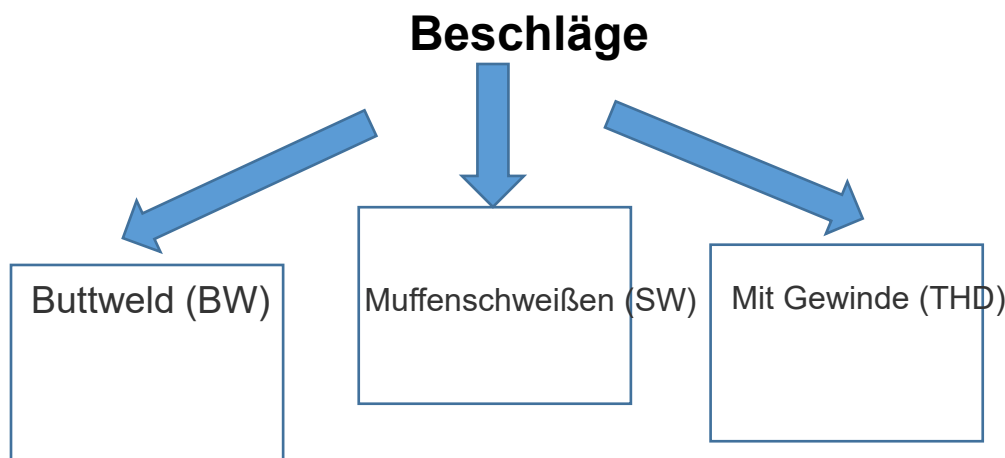 Beschläge
Buttweld (BW)
Muffenschweißen (SW)
Mit Gewinde (THD)